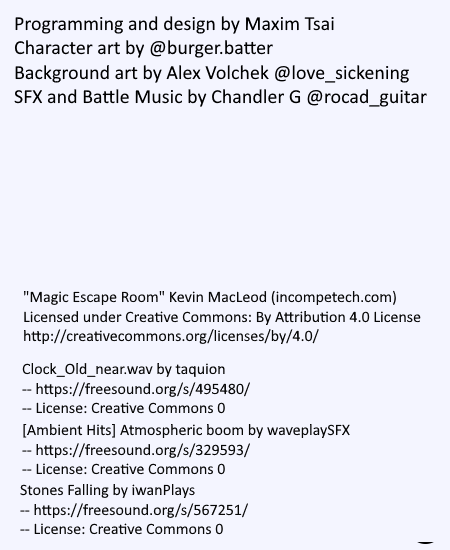 Programming and design by Maxim Tsai
Character art by @burger.batter
Background art by Alex Volchek @love_sickening
SFX and Battle Music by Chandler G @rocad_guitar
"Magic Escape Room" Kevin MacLeod (incompetech.com)
Licensed under Creative Commons: By Attribution 4.0 License
http://creativecommons.org/licenses/by/4.0/
Clock_Old_near.wav by taquion
-- https://freesound.org/s/495480/
-- License: Creative Commons 0
[Ambient Hits] Atmospheric boom by waveplaySFX
-- https://freesound.org/s/329593/
-- License: Creative Commons 0
Stones Falling by iwanPlays
-- https://freesound.org/s/567251/
-- License: Creative Commons 0